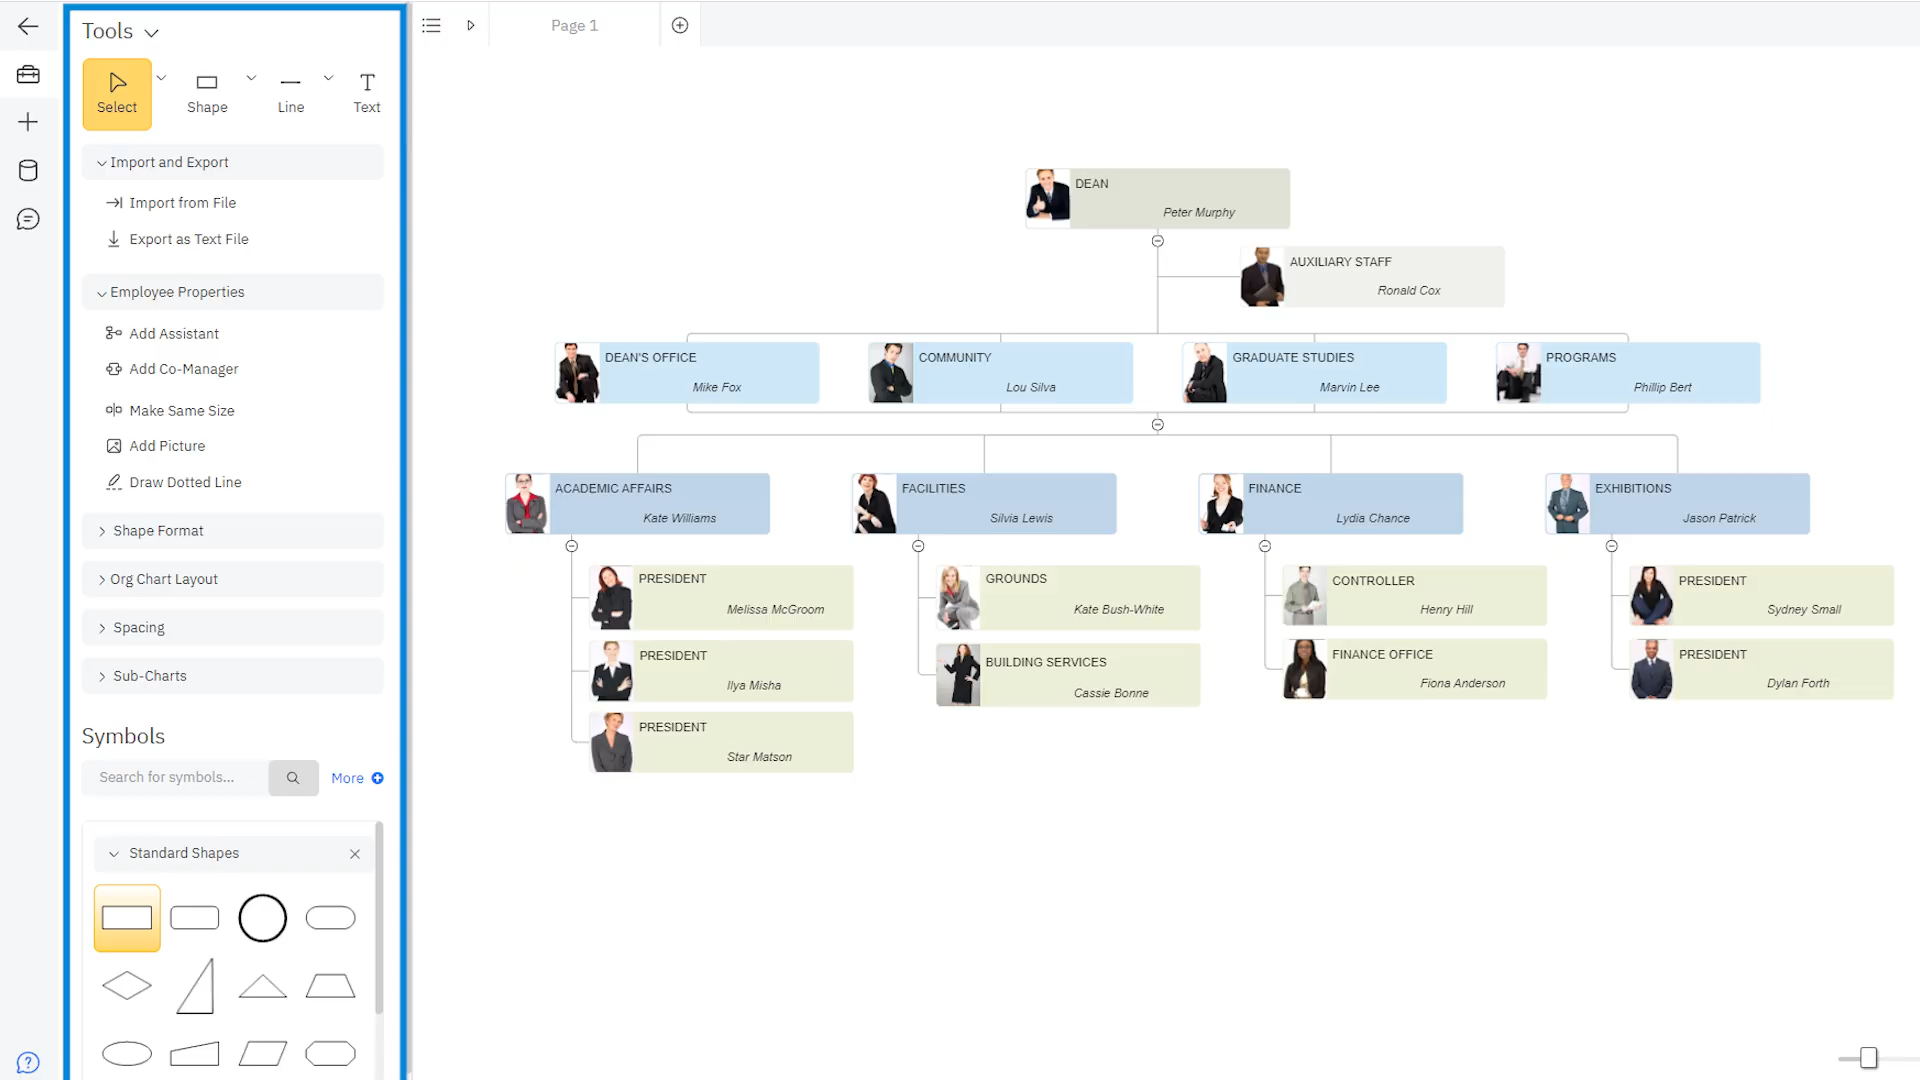 Tools
Select
Shape
Line
Text
Import and Export
Import from File
Export as Text File
Employee Properties
Add Assistant
Add Co-Manager
Make Same Size
Add Picture
Draw Dotted Line
Shape Format
Org Chart Layout
Spacing
Sub-Charts
Symbols
Search for symbols...
More
Standard Shapes
Page 1
DEAN
Peter Murphy
AUXILIARY STAFF
Ronald Cox
DEAN'S OFFICE
Mike Fox
COMMUNITY
Lou Silva
GRADUATE STUDIES
Marvin Lee
PROGRAMS
Phillip Bert
ACADEMIC AFFAIRS
Kate Williams
FACILITIES
Silvia Lewis
FINANCE
Lydia Chance
EXHIBITIONS
Jason Patrick
PRESIDENT
Melissa McGroom
PRESIDENT
Ilya Misha
PRESIDENT
Star Matson
GROUNDS
Kate Bush-White
BUILDING SERVICES
Cassie Bonne
CONTROLLER
Henry Hill
FINANCE OFFICE
Fiona Anderson
PRESIDENT
Sydney Small
PRESIDENT
Dylan Forth